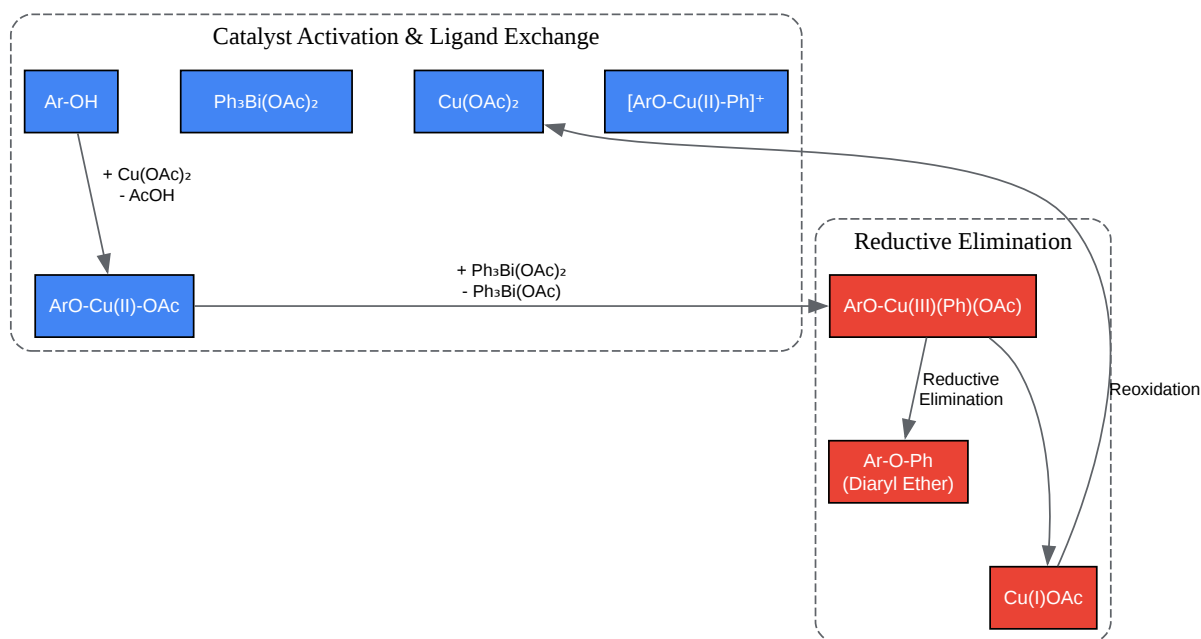 Catalyst Activation & Ligand Exchange
Ar-OH
Ph₃Bi(OAc)₂
Cu(OAc)₂
[ArO-Cu(II)-Ph]⁺
+ Cu(OAc)₂
- AcOH
Reductive Elimination
+ Ph₃Bi(OAc)₂
- Ph₃Bi(OAc)
ArO-Cu(II)-OAc
ArO-Cu(III)(Ph)(OAc)
Reductive
Elimination
Reoxidation
Ar-O-Ph
(Diaryl Ether)
Cu(I)OAc